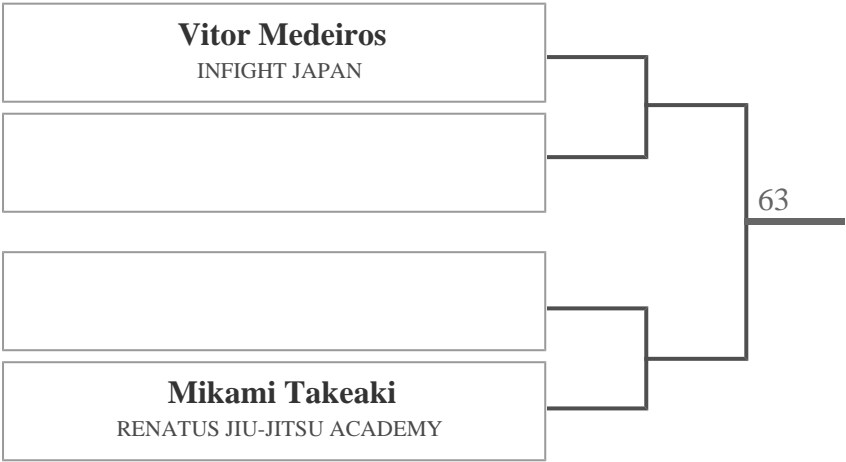 Vitor Medeiros
INFIGHT JAPAN
63
Mikami Takeaki
RENATUS JIU-JITSU ACADEMY